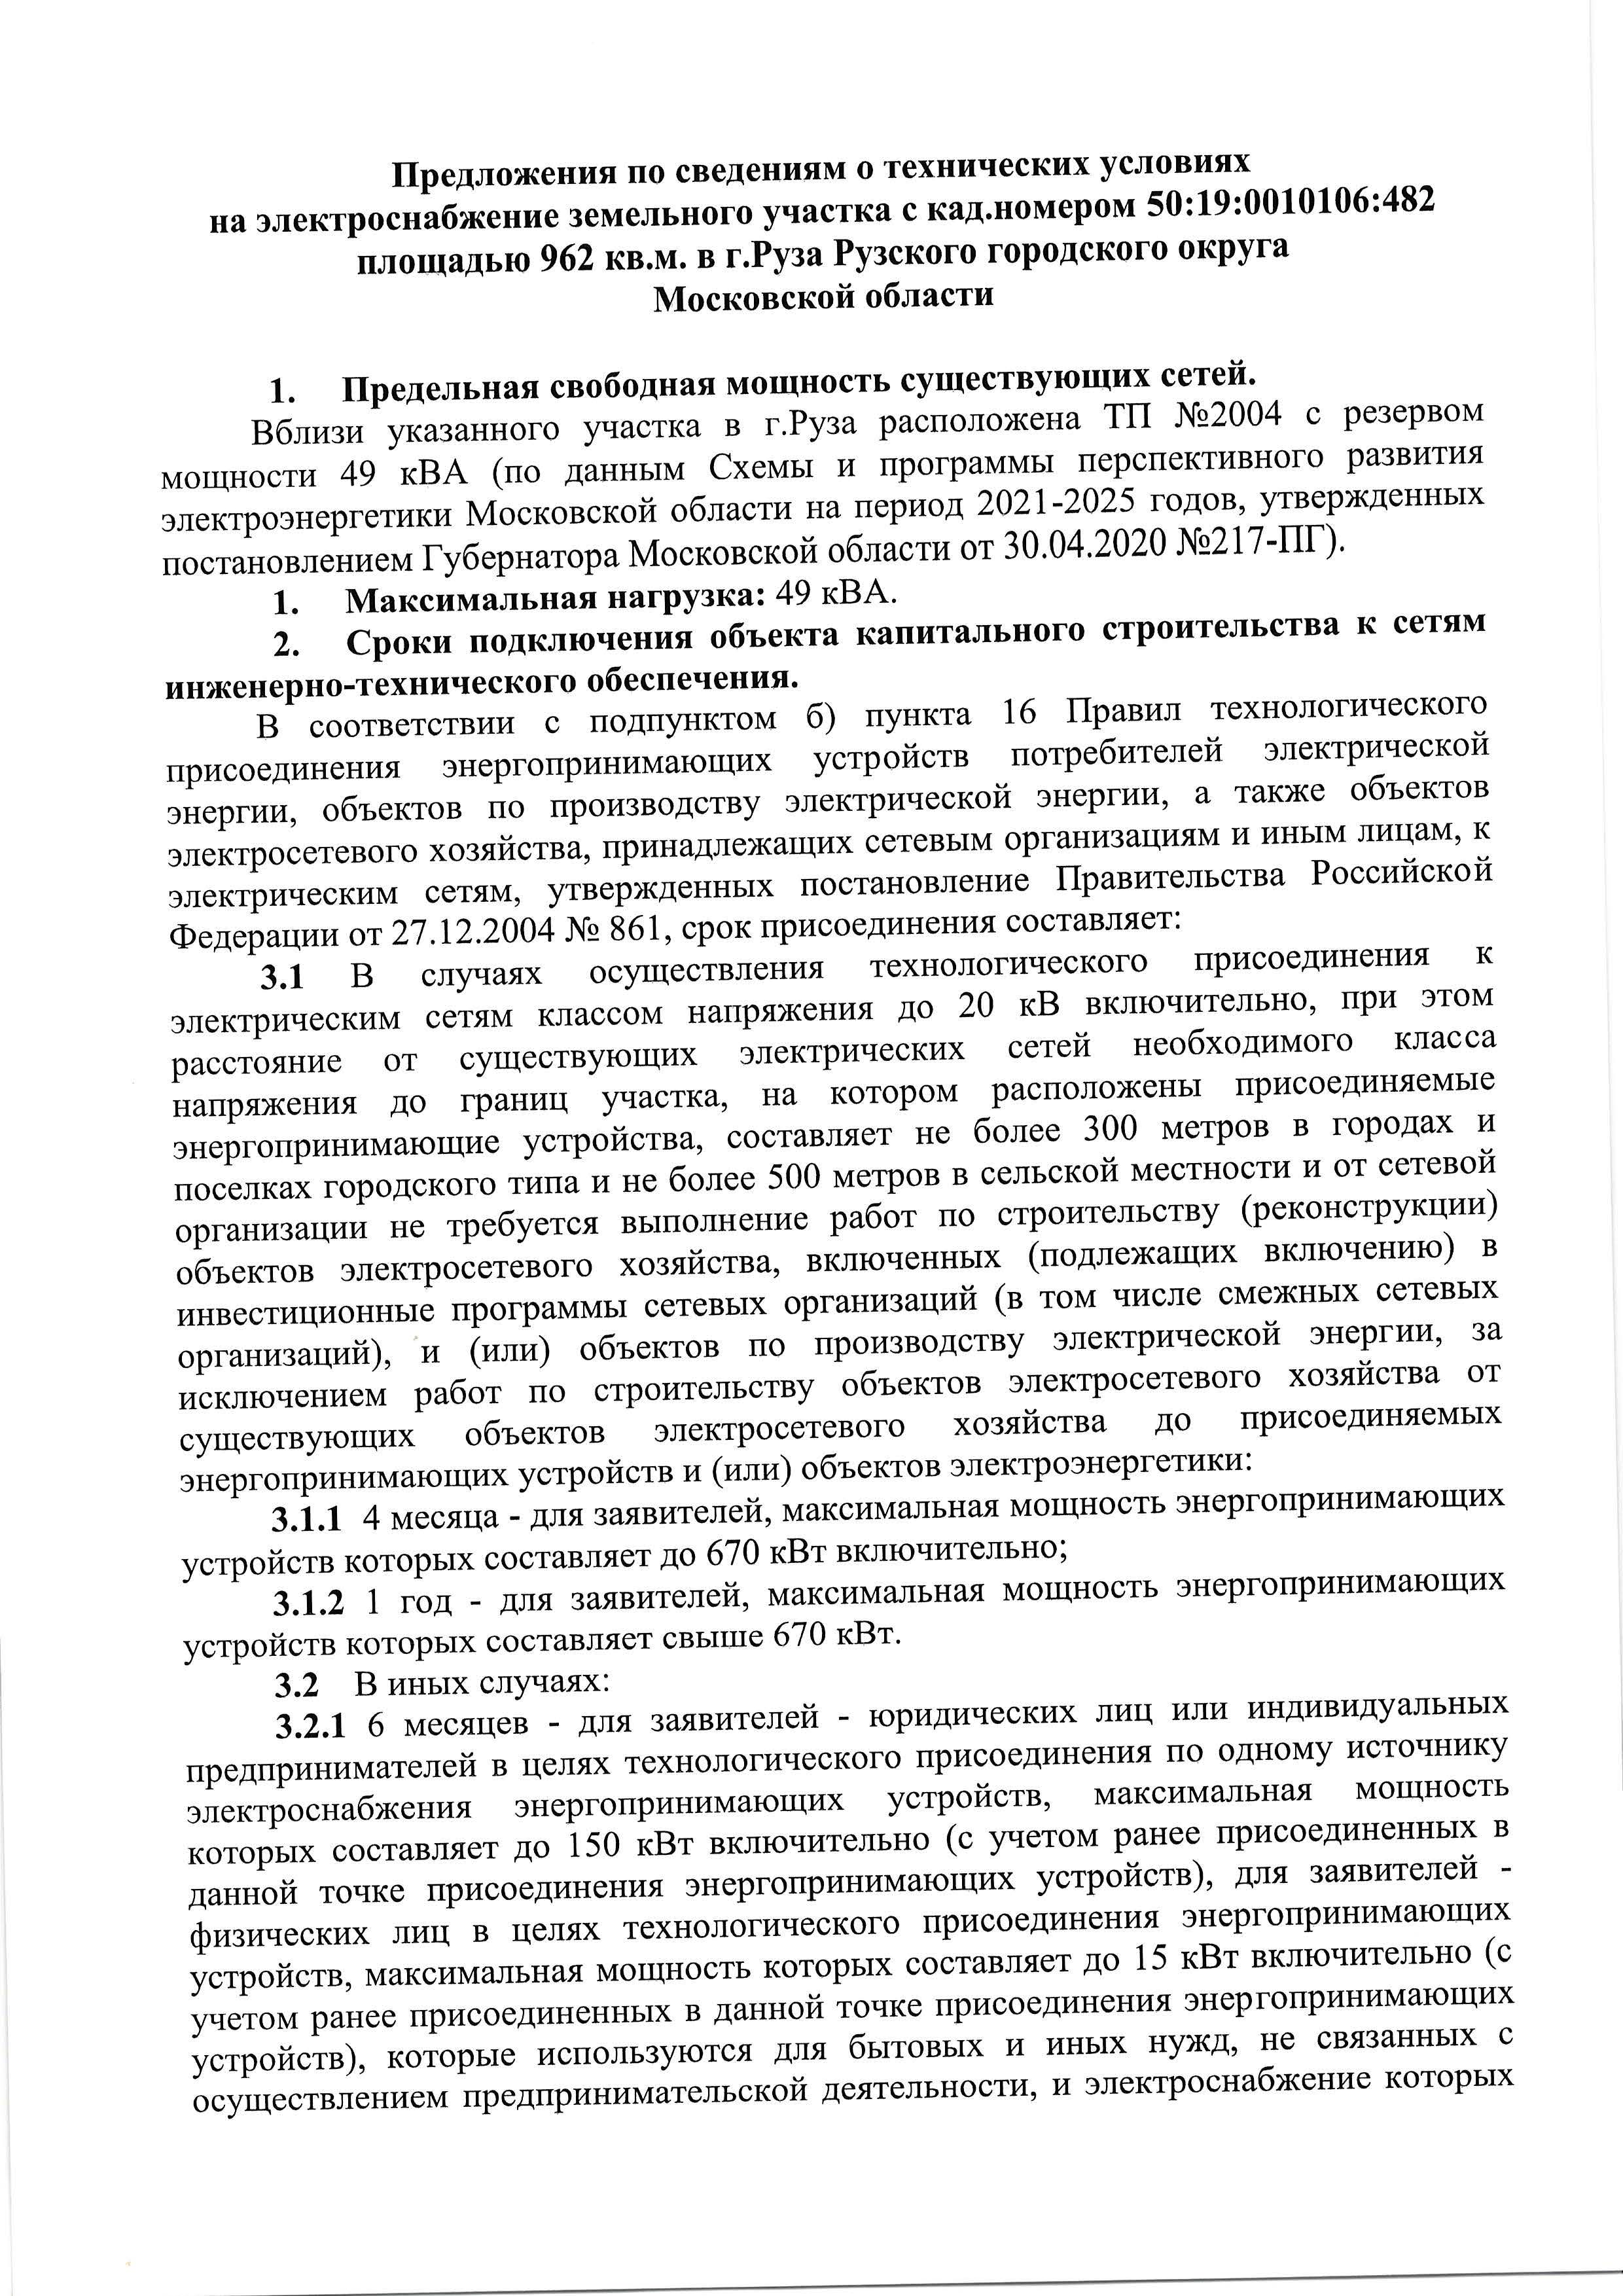 Предложения по сведениям о технических условиях
на электроснабжение земельного участка с кад.номером 50:19:0010106:482
площадью 962 кв.м. в г.Руза Рузского городского округа
Московской области
1. Предельная свободная мощность существующих сетей.
Вблизи указанного участка в г.Руза расположена ТП №2004 с резервом
мощности 49 кВА (по данным Схемы и программы перспективного развития
электроэнергетики Московской области на период 2021-2025 годов, утвержденных
постановлением Губернатора Московской области от 30.04.2020 №217-ПГ).
1. Максимальная нагрузка: 49 кВА.
2. Сроки подключения объекта капитального строительства к сетям
инженерно-технического обеспечения.
В соответствии с подпунктом б) пункта 16 Правил технологического
присоединения энергопринимающих устройств потребителей электрической
энергии, объектов по производству электрической энергии, а также объектов
электросетевого хозяйства, принадлежащих сетевым организациям и иным лицам, к
электрическим сетям, утвержденных постановление Правительства Российской
Федерации от 27.12.2004 № 861, срок присоединения составляет:
3.1 В случаях осуществления технологического присоединения к
электрическим сетям классом напряжения до 20 кВ включительно, при этом
расстояние от существующих электрических сетей необходимого класса
напряжения до границ участка, на котором расположены присоединяемые
энергопринимающие устройства, составляет не более 300 метров в городах и
поселках городского типа и не более 500 метров в сельской местности и от сетевой
организации не требуется выполнение работ по строительству (реконструкции)
объектов электросетевого хозяйства, включенных (подлежащих включению) в
инвестиционные программы сетевых организаций (в том числе смежных сетевых
организаций), и (или) объектов по производству электрической энергии, за
исключением работ по строительству объектов электросетевого хозяйства от
существующих объектов электросетевого хозяйства до присоединяемых
энергопринимающих устройств и (или) объектов электроэнергетики:
3.1.1 4 месяца - для заявителей, максимальная мощность энергопринимающих
устройств которых составляет до 670 кВт включительно;
3.1.2 1 год - для заявителей, максимальная мощность энергопринимающих
устройств которых составляет свыше 670 кВт.
3.2 В иных случаях:
3.2.1 6 месяцев - для заявителей - юридических лиц или индивидуальных
предпринимателей в целях технологического присоединения по одному источнику
электроснабжения энергопринимающих устройств, максимальная мощность
которых составляет до 150 кВт включительно (с учетом ранее присоединенных в
данной точке присоединения энергопринимающих устройств), для заявителей -
физических лиц в целях технологического присоединения энергопринимающих
устройств, максимальная мощность которых составляет до 15 кВт включительно (с
учетом ранее присоединенных в данной точке присоединения энергопринимающих
устройств), которые используются для бытовых и иных нужд, не связанных с
осуществлением предпринимательской деятельности, и электроснабжение которых